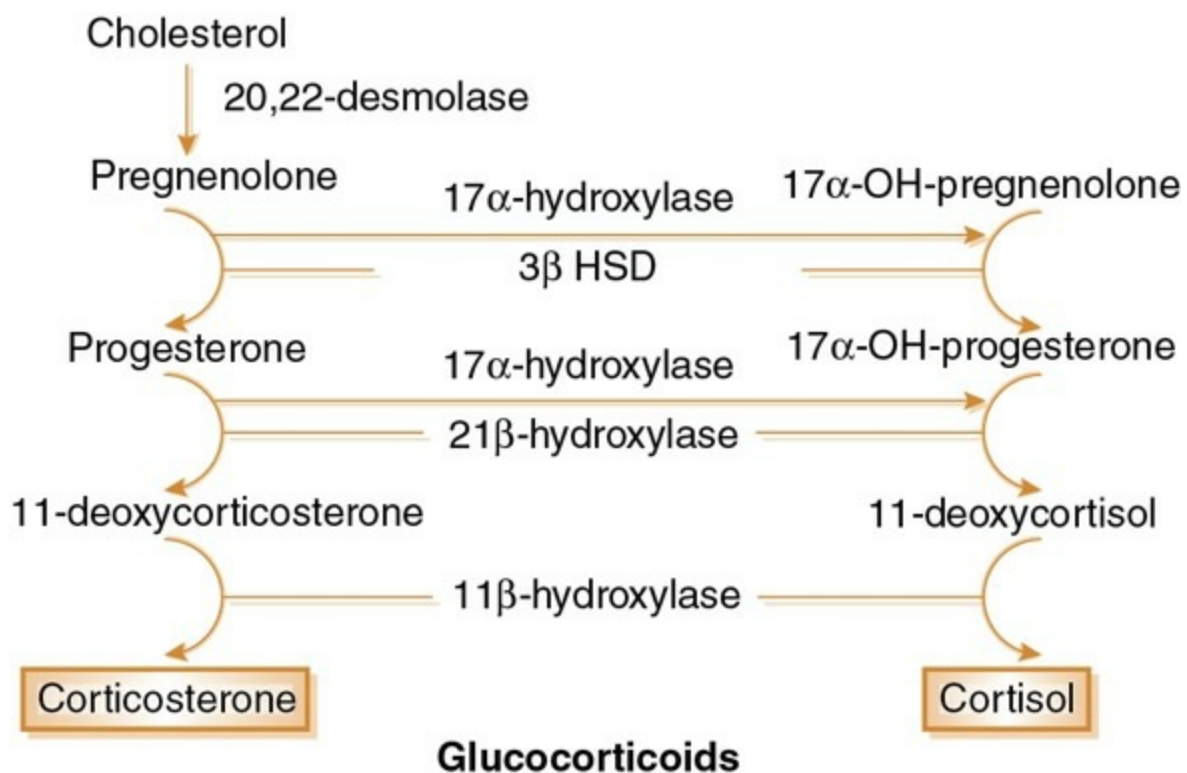 Cholesterol
20,22-desmolase
Pregnenolone
17α-hydroxylase
17α-OH-pregnenolone
3β HSD
Progesterone
17α-hydroxylase
17α-OH-progesterone
21β-hydroxylase
11-deoxycorticosterone
11-deoxycortisol
11β-hydroxylase
Corticosterone
Cortisol
Glucocorticoids